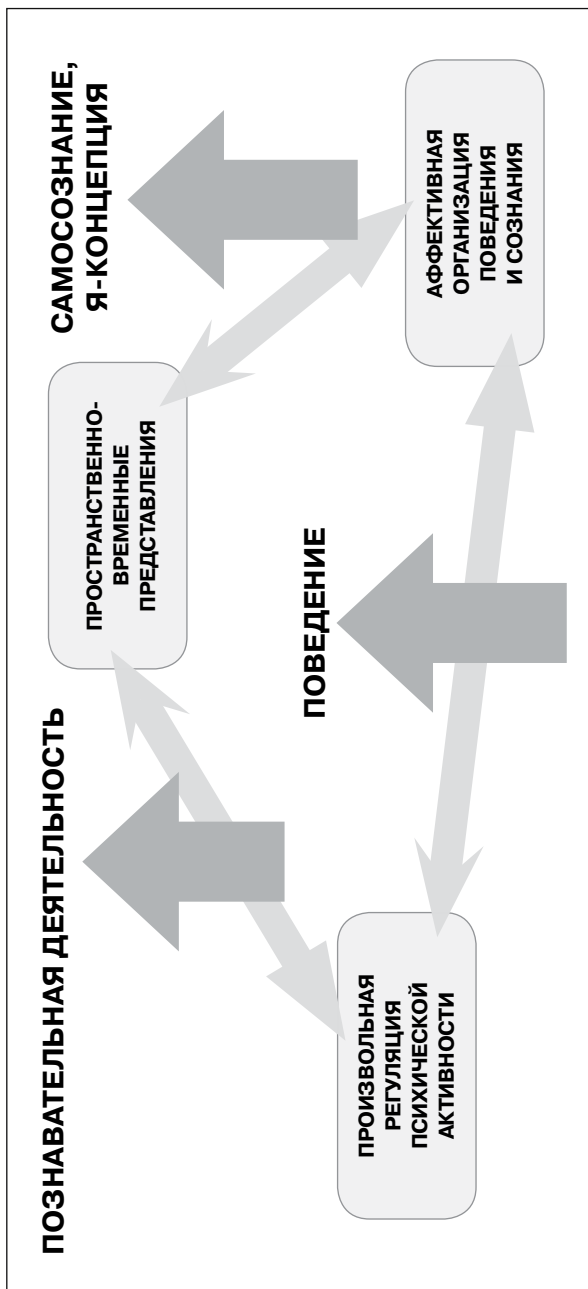 ПОЗНАВАТЕЛЬНАЯ ДЕЯТЕЛЬНОСТЬ
САМОСОЗНАНИЕ,
Я-КОНЦЕПЦИЯ
ПРОСТРАНСТВЕННО-
ВРЕМЕННЫЕ
ПРЕДСТАВЛЕНИЯ
ПОВЕДЕНИЕ
ПРОИЗВОЛЬНАЯ
РЕГУЛЯЦИЯ
ПСИХИЧЕСКОЙ
АКТИВНОСТИ
АФФЕКТИВНАЯ
ОРГАНИЗАЦИЯ
ПОВЕДЕНИЯ
И СОЗНАНИЯ